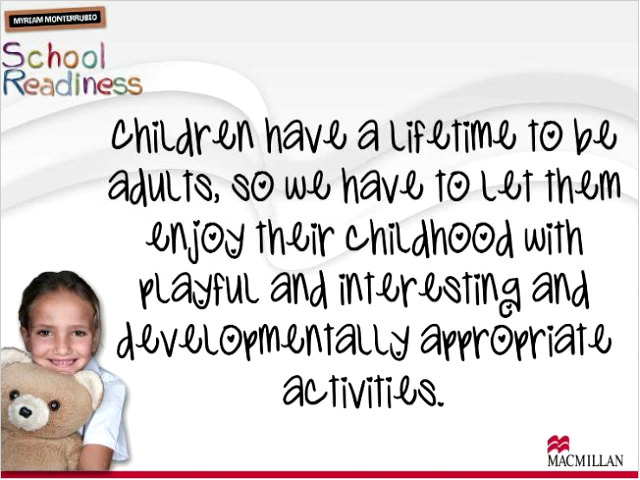 MYRIAM MONTERRUBIO
School
Readiness
Children have a lifetime to be
adults, so we have to let them
enjoy their childhood with
playful and interesting and
developmentally appropriate
activities.
MACMILLAN